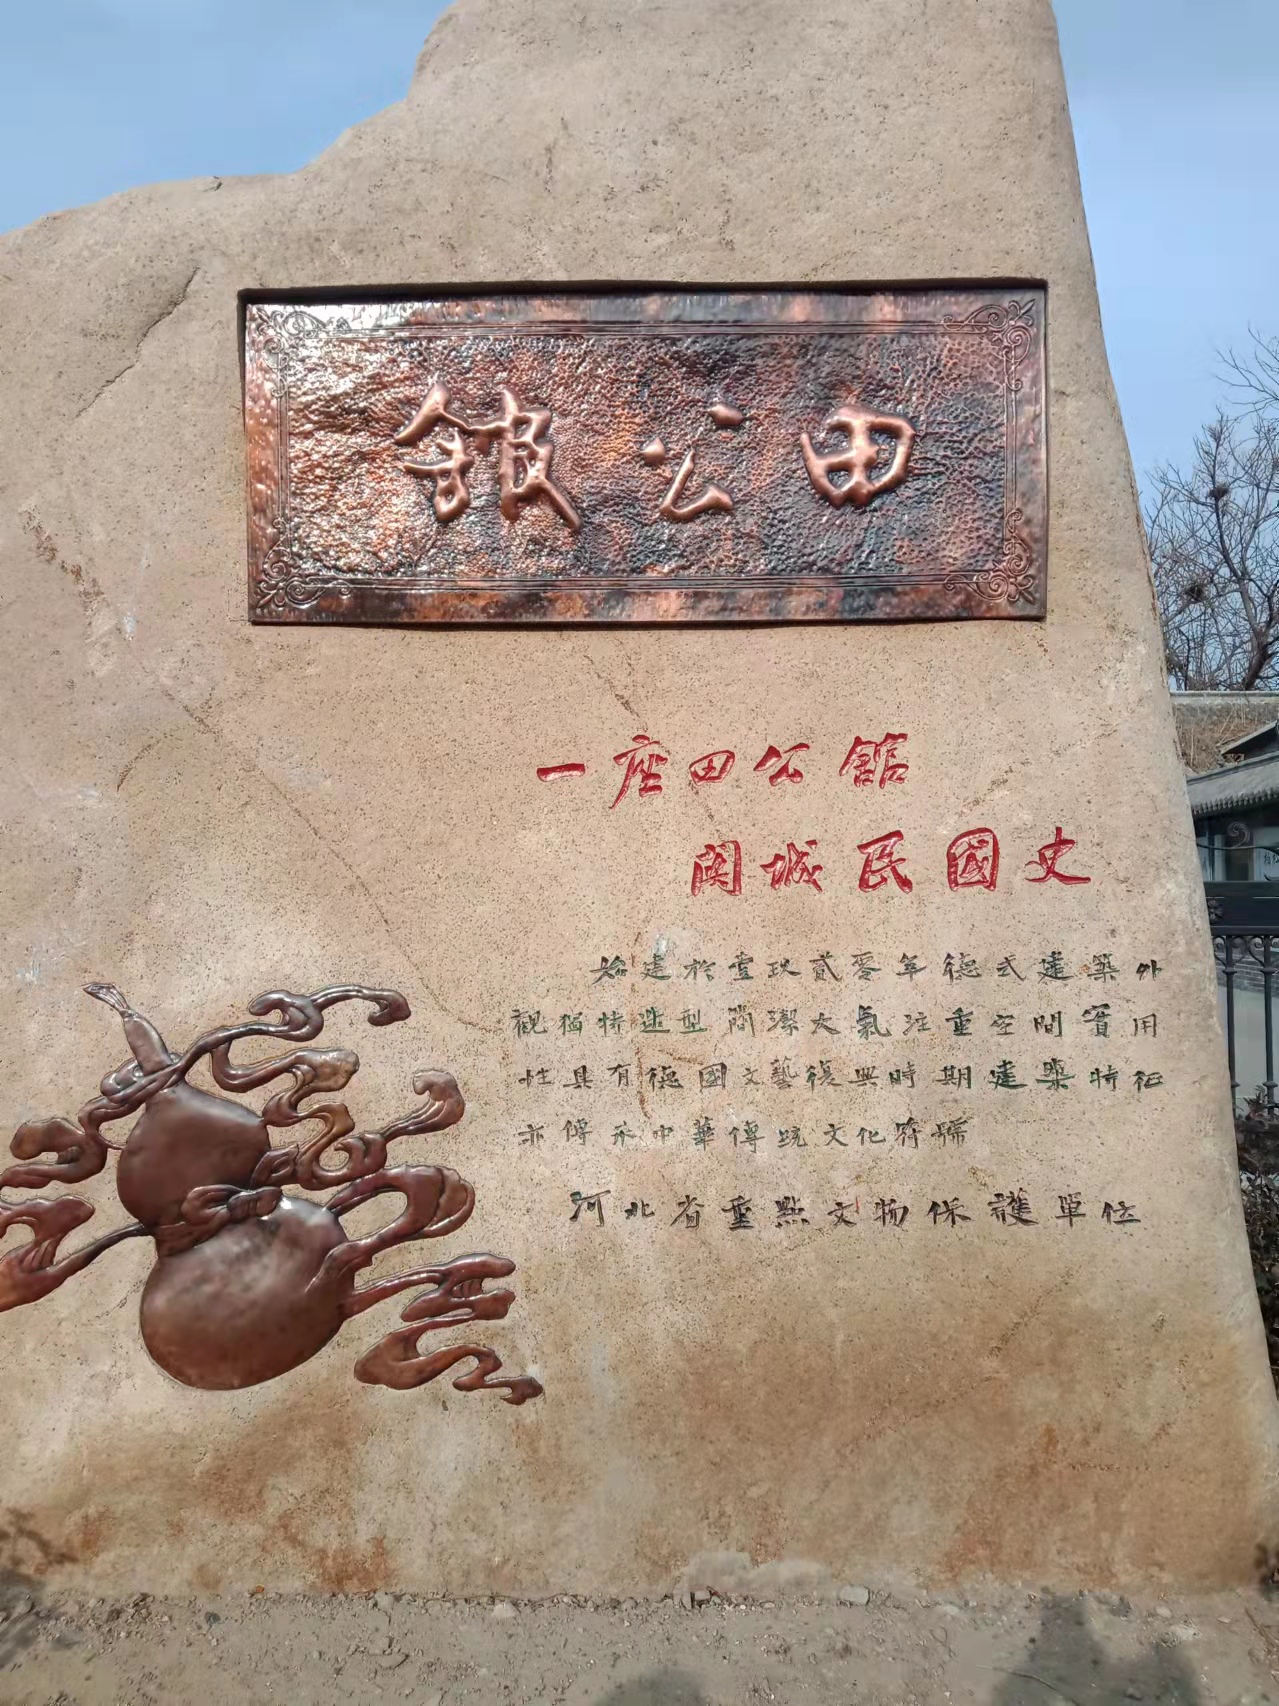 田公館
一座田公館
関城民國史
始建於壹玖貳零年德式建築外
觀獨特造型簡潔大氣注重空間實用
性具有德國文藝復興時期建築特征
亦傳承中華傳統文化符號
河北省重點文物保護單位